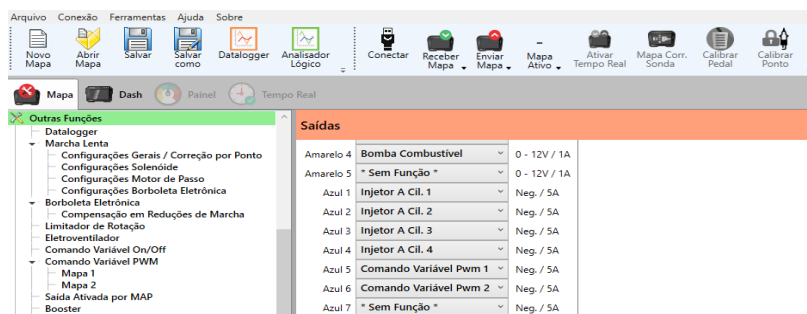 Arquivo Conexão Ferramentas Ajuda Sobre
Novo Mapa
Abrir Mapa
Salvar
Salvar como
Datalogger
Analisador Lógico
Conectar
Receber Mapa
Enviar Mapa
Mapa Ativo
Ativar Tempo Real
Mapa Corr. Sonda
Calibrar Pedal
Calibrar Ponto
Mapa Dash Painel Tempo Real
Outras Funções
Datalogger
Marcha Lenta
Configurações Gerais / Correção por Ponto
Configurações Solenóide
Configurações Motor de Passo
Configurações Borboleta Eletrônica
Borboleta Eletrônica
Compensação em Reduções de Marcha
Limitador de Rotação
Eletroventilador
Comando Variável On/Off
Comando Variável PWM
Mapa 1
Mapa 2
Saída Ativada por MAP
Booster
Saídas
Amarelo 4 Bomba Combustível 0 - 12V / 1A
Amarelo 5 * Sem Função * 0 - 12V / 1A
Azul 1 Injetor A Cil. 1 Neg. / 5A
Azul 2 Injetor A Cil. 2 Neg. / 5A
Azul 3 Injetor A Cil. 3 Neg. / 5A
Azul 4 Injetor A Cil. 4 Neg. / 5A
Azul 5 Comando Variável Pwm 1 Neg. / 5A
Azul 6 Comando Variável Pwm 2 Neg. / 5A
Azul 7 * Sem Função * Neg. / 5A